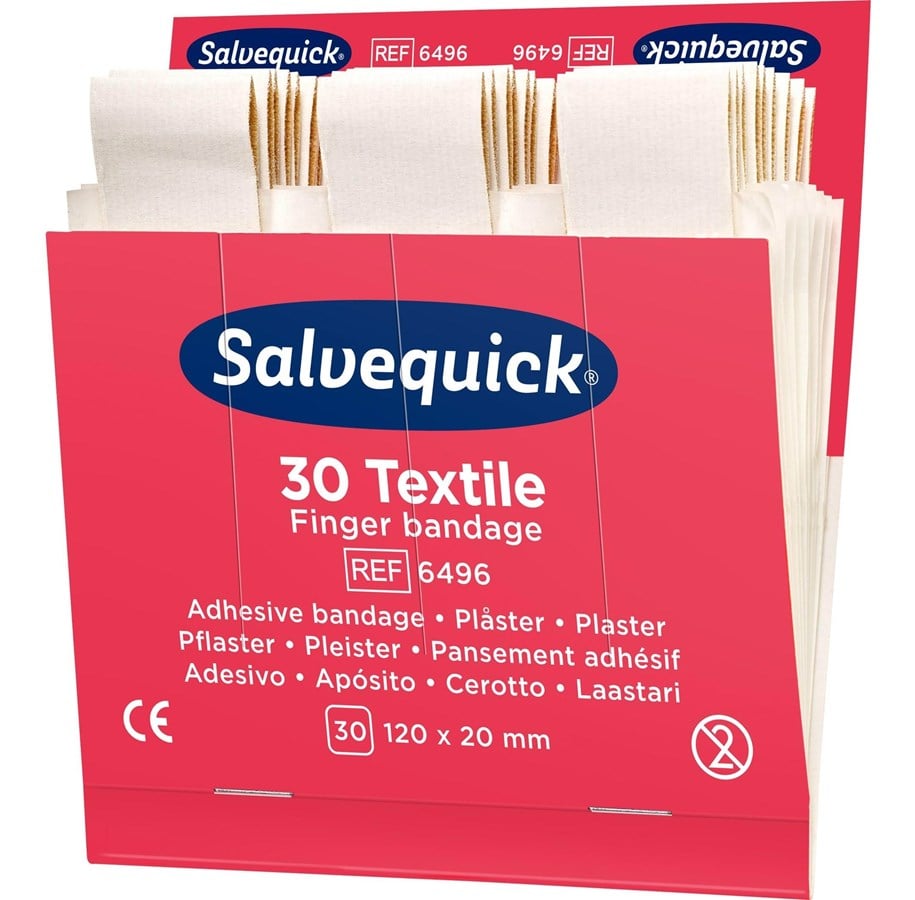 Salvequick® REF 6496 6496 REF Salvequick®
Salvequick®
30 Textile
Finger bandage
REF 6496
Adhesive bandage • Plåster • Plaster
Pflaster • Pleister • Pansement adhésif
Adesivo • Apósito • Cerotto • Laastari
CE 30 120 x 20 mm 2